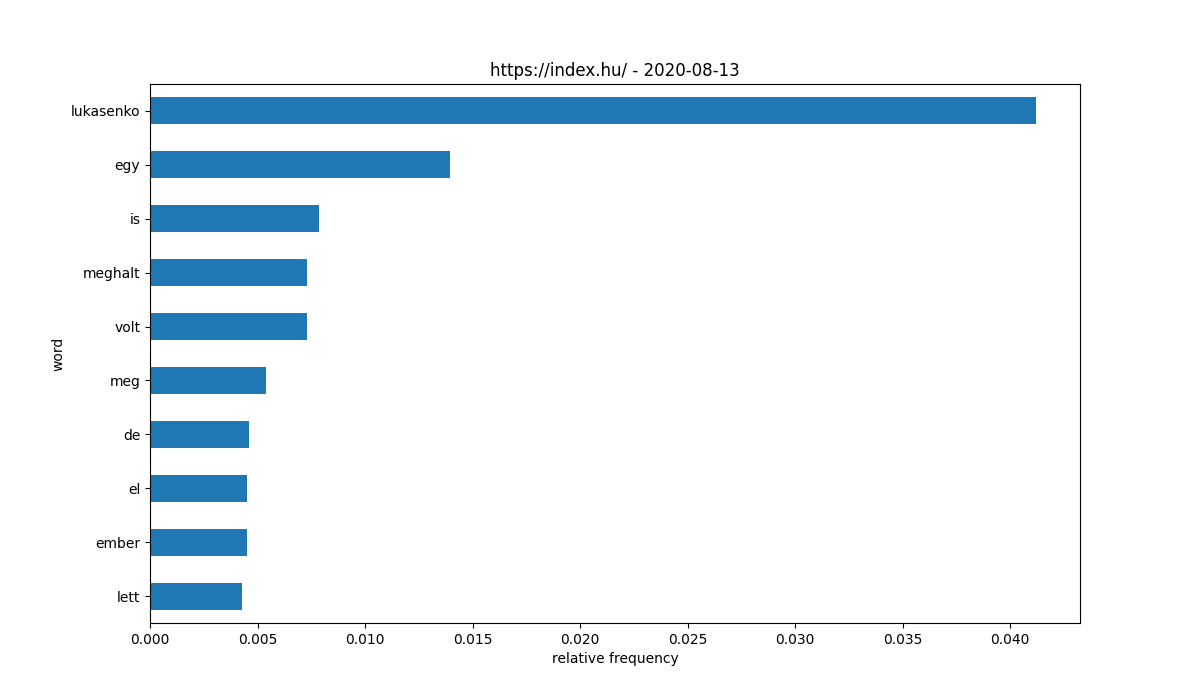 https://index.hu/ - 2020-08-13
lukasenko
egy
is
meghalt
volt
meg
de
el
ember
lett
word
0.000 0.005 0.010 0.015 0.020 0.025 0.030 0.035 0.040
relative frequency